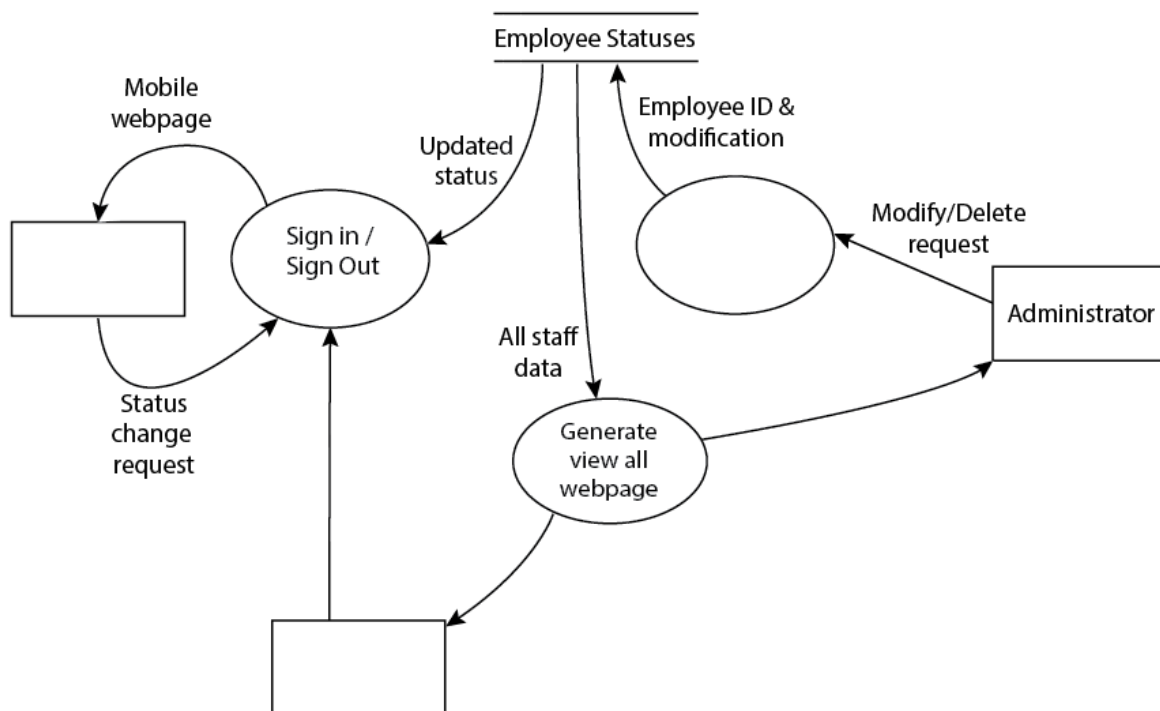 Employee Statuses
Mobile
webpage
Employee ID &
modification
Updated
status
Sign in /
Sign Out
Modify/Delete
request
Administrator
All staff
data
Status
change
request
Generate
view all
webpage